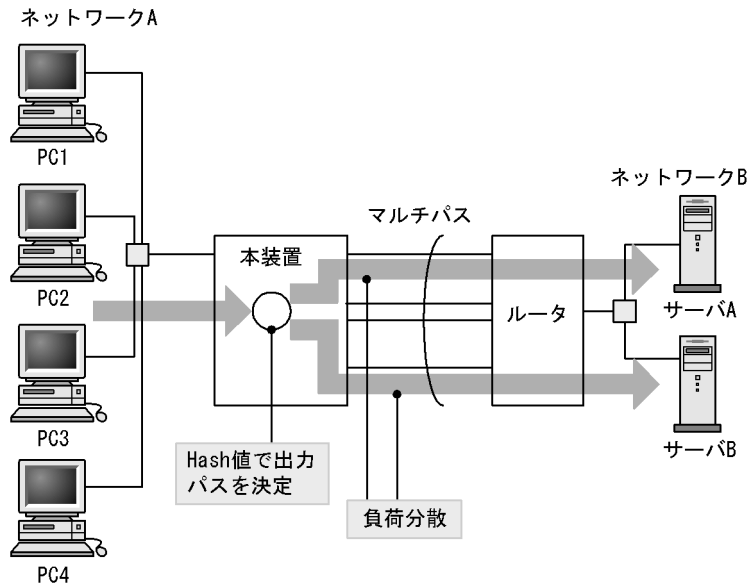 ネットワークA
PC1
PC2
PC3
PC4
本装置
マルチパス
ルータ
ネットワークB
サーバA
サーバB
Hash値で出力
パスを決定
負荷分散